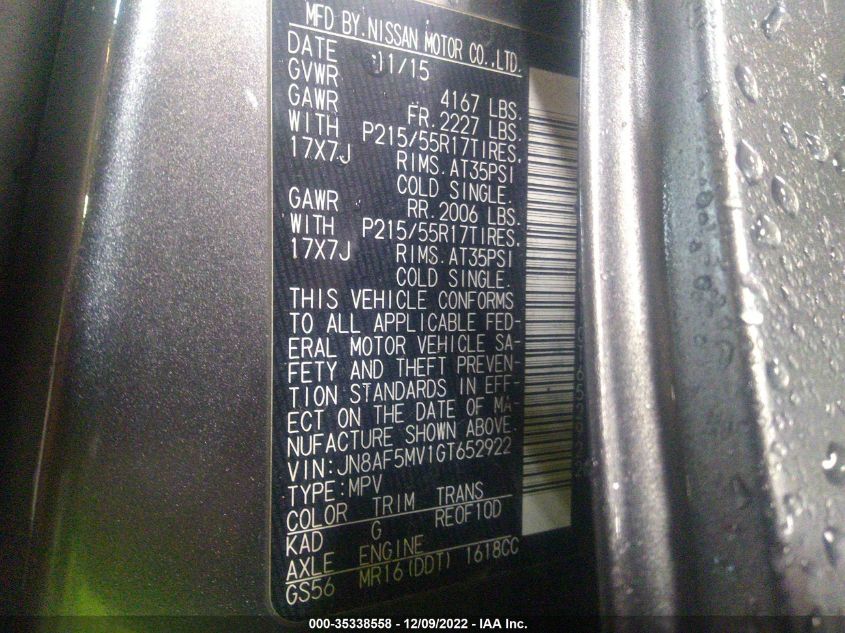 MFD BY.NISSAN MOTOR CO.,LTD.
DATE 11/15
GVWR 4167 LBS.
GAWR FR. 2227 LBS.
WITH P215/55R17TIRES.
17X7J RIMS. AT35PSI
COLD SINGLE.
GAWR RR. 2006 LBS.
WITH P215/55R17TIRES.
17X7J RIMS. AT35PSI
COLD SINGLE.
THIS VEHICLE CONFORMS
TO ALL APPLICABLE FED-
ERAL MOTOR VEHICLE SA-
FETY AND THEFT PREVEN-
TION STANDARDS IN EFF-
ECT ON THE DATE OF MA-
NUFACTURE SHOWN ABOVE.
VIN:JN8AF5MV1GT652922
TYPE:MPV
COLOR TRIM TRANS
KAD G RE0F10D
AXLE ENGINE
GS56 MR16(DDT) 1618CC
000-35338558 - 12/09/2022 - IAA Inc.